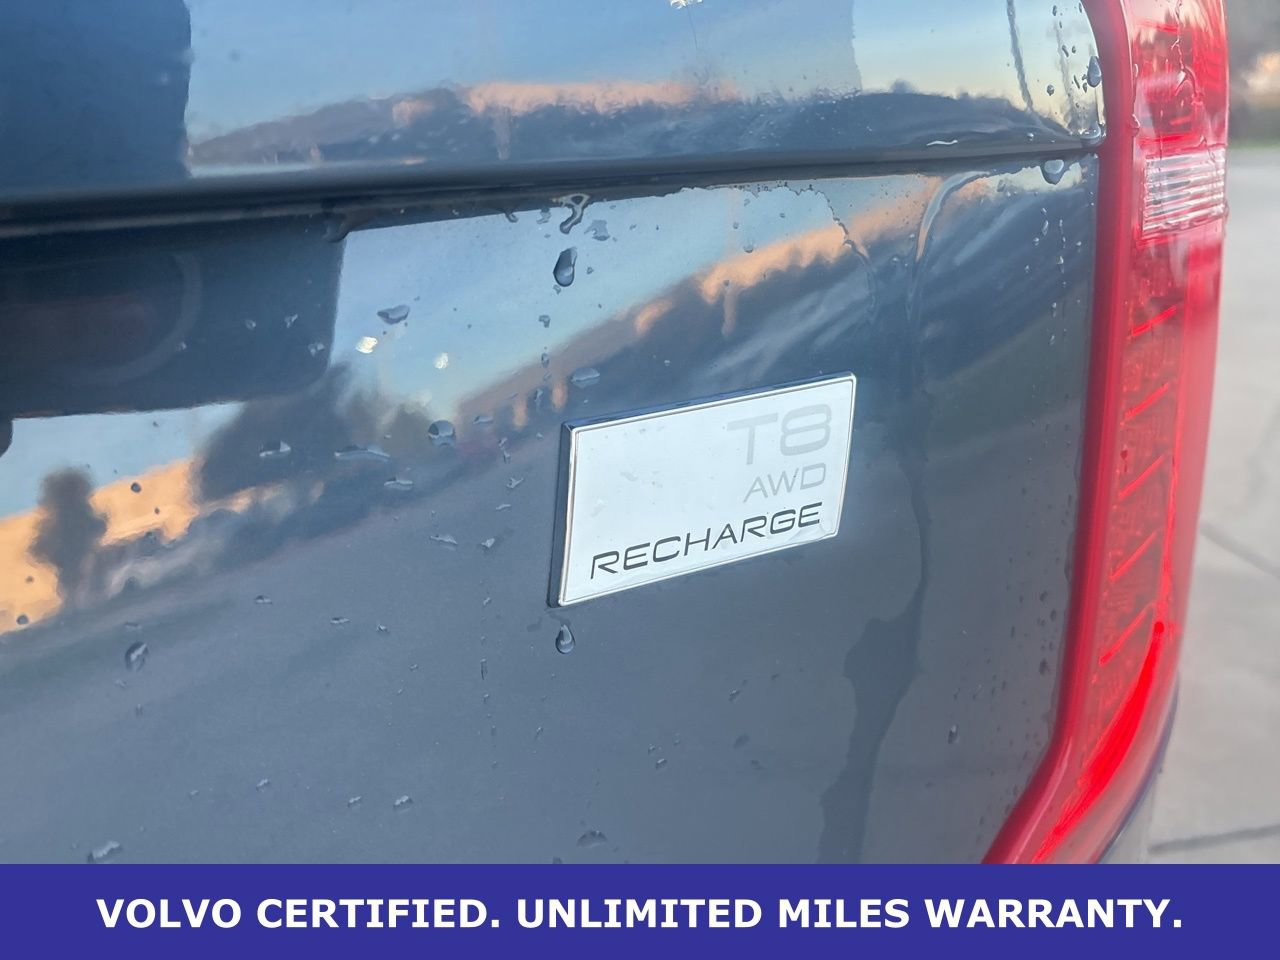 T8
AWD
RECHARGE
VOLVO CERTIFIED. UNLIMITED MILES WARRANTY.